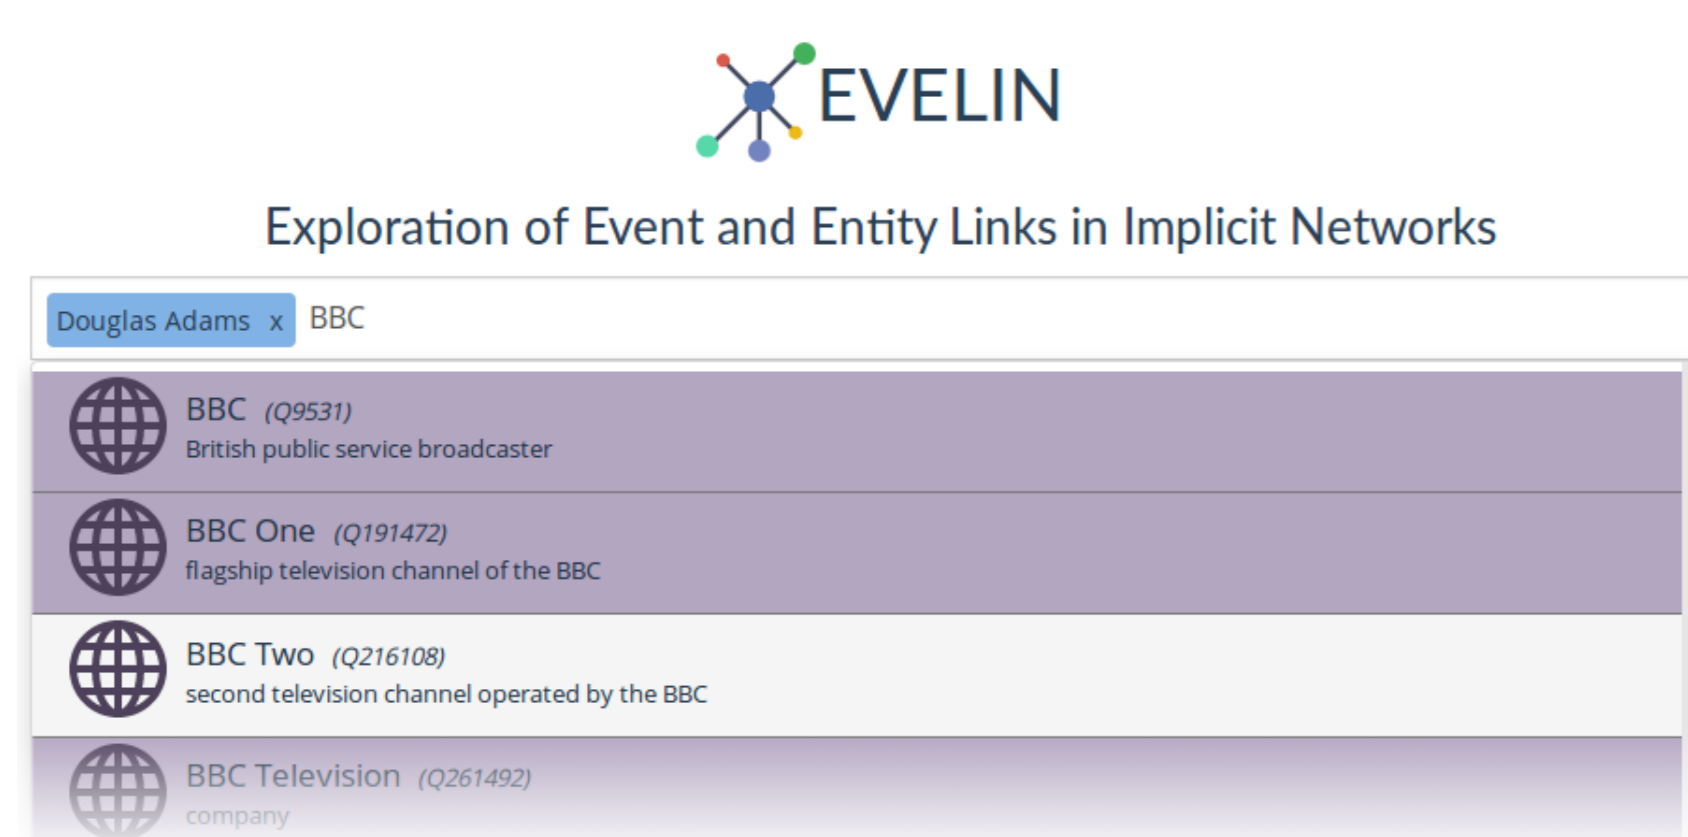 EVELIN
Exploration of Event and Entity Links in Implicit Networks
Douglas Adams x BBC
BBC (Q9531)
British public service broadcaster
BBC One (Q191472)
flagship television channel of the BBC
BBC Two (Q216108)
second television channel operated by the BBC
BBC Television (Q261492)
company